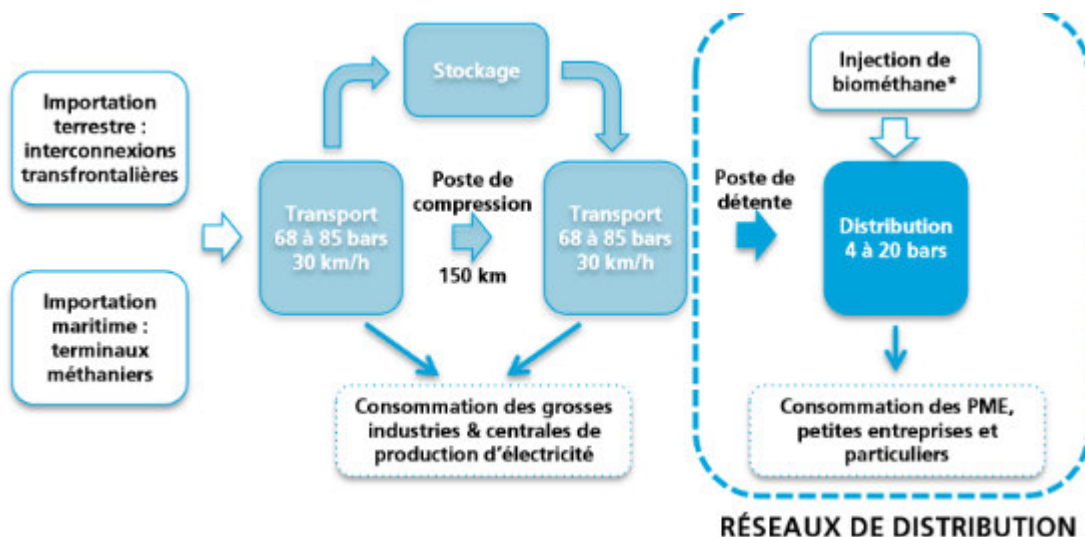 Importation
terrestre :
interconnexions
transfrontalières
Importation
maritime :
terminaux
méthaniers
Stockage
Transport
68 à 85 bars
30 km/h
Poste de
compression
150 km
Transport
68 à 85 bars
30 km/h
Consommation des grosses
industries & centrales de
production d'électricité
Poste de
détente
Injection de
biométhane*
Distribution
4 à 20 bars
Consommation des PME,
petites entreprises et
particuliers
RÉSEAUX DE DISTRIBUTION